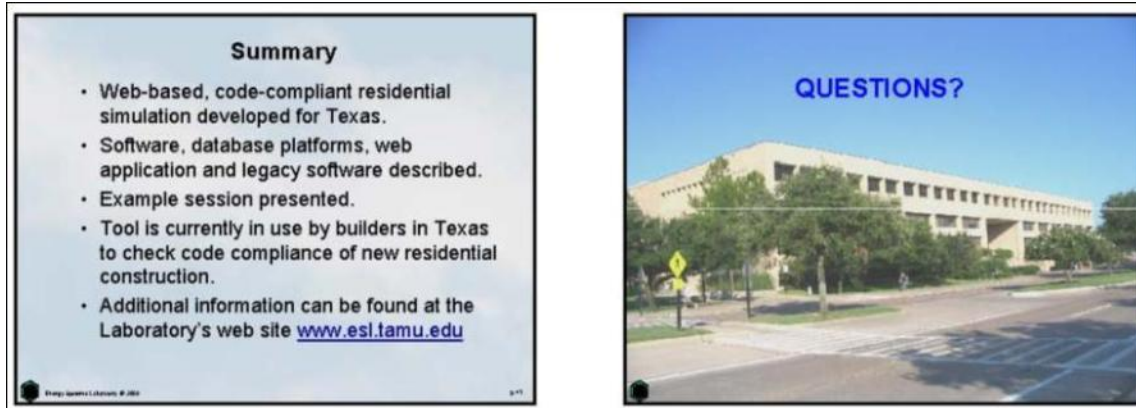 Summary
• Web-based, code-compliant residential
simulation developed for Texas.
• Software, database platforms, web
application and legacy software described.
• Example session presented.
• Tool is currently in use by builders in Texas
to check code compliance of new residential
construction.
• Additional information can be found at the
Laboratory's web site www.esl.tamu.edu
QUESTIONS?